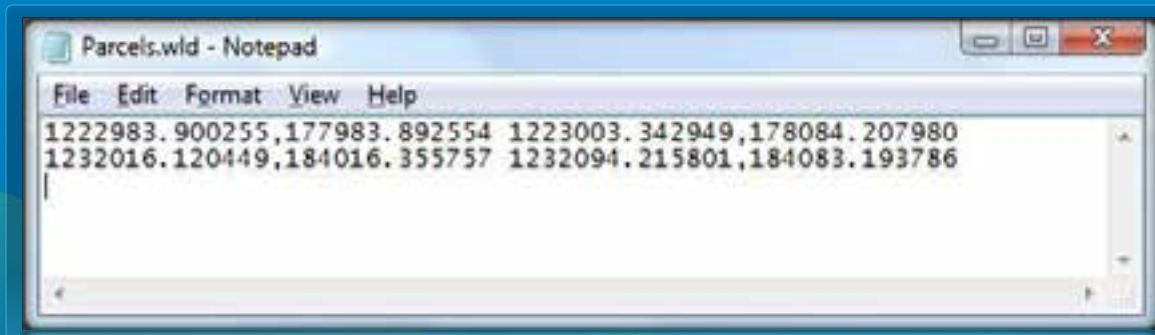 Parcels.wld - Notepad
File Edit Format View Help
1222983.900255,177983.892554 1223003.342949,178084.207980
1232016.120449,184016.355757 1232094.215801,184083.193786